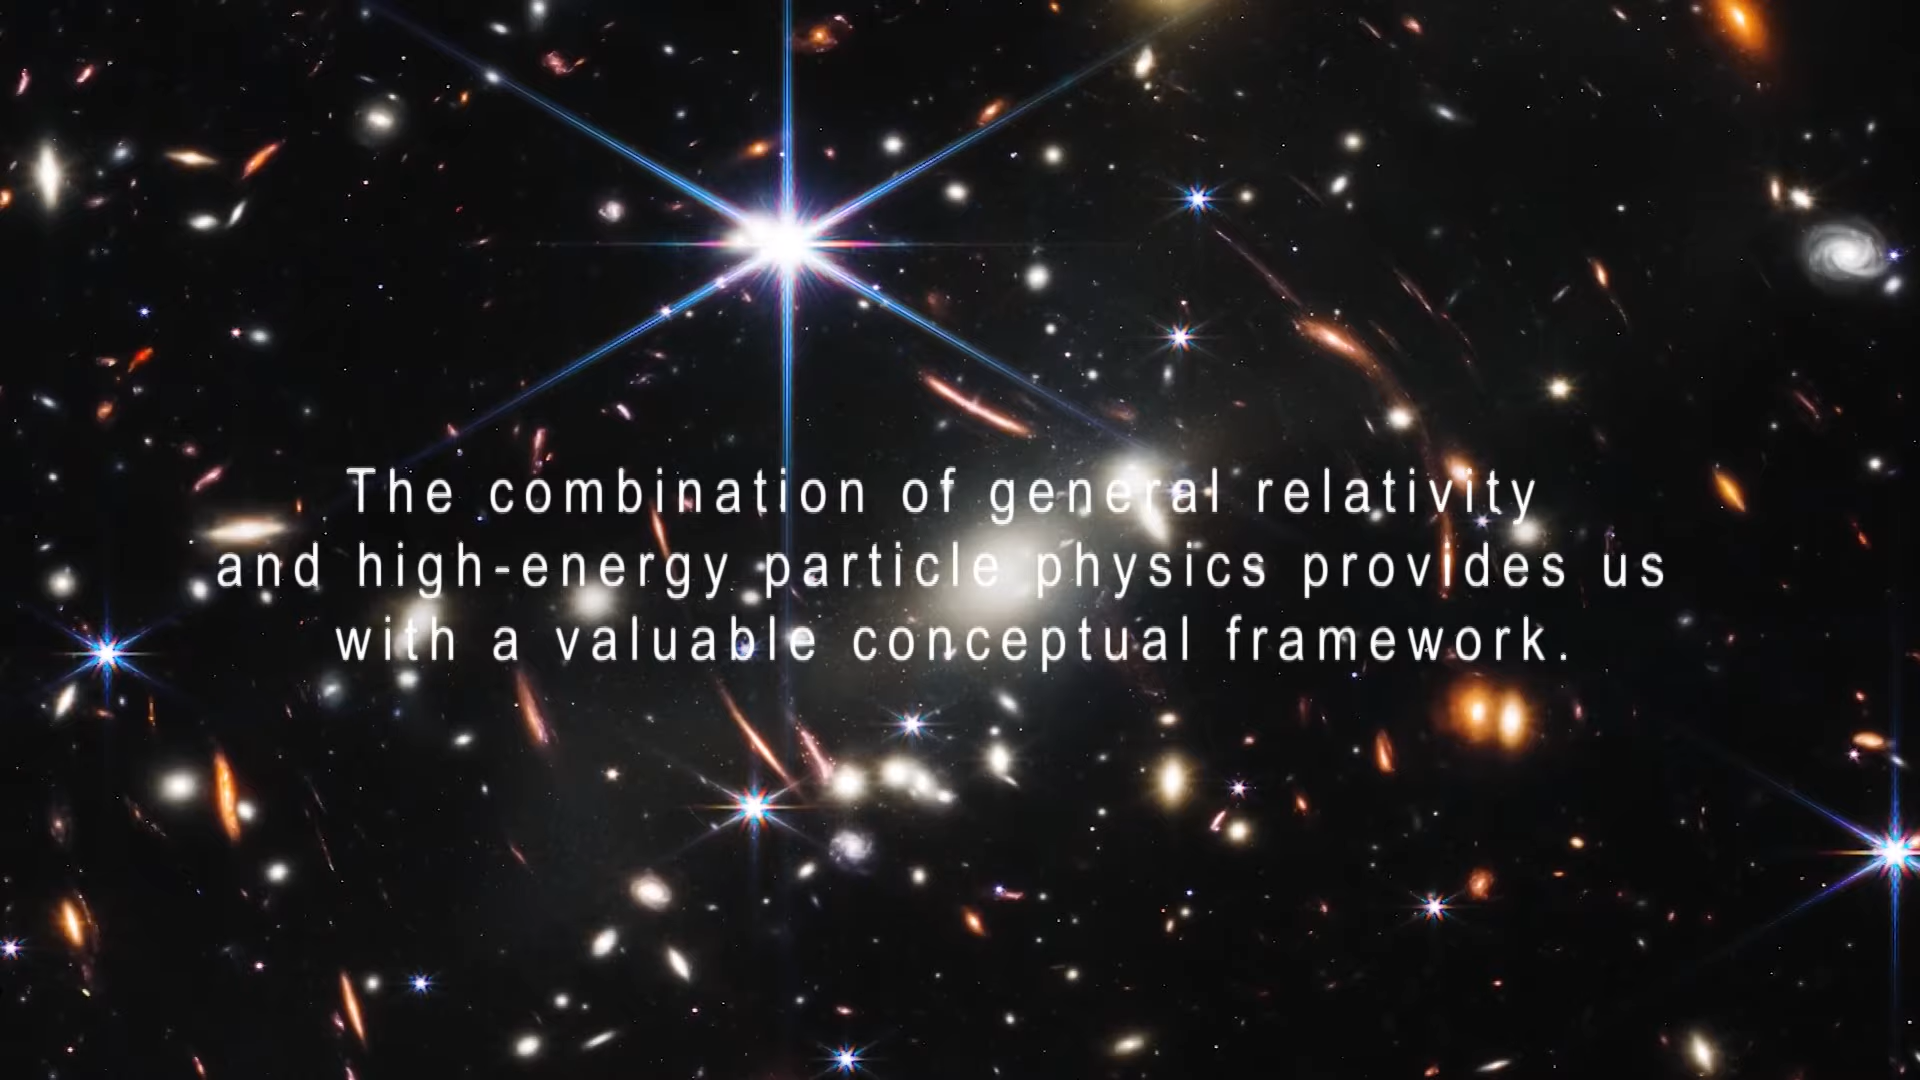 The combination of general relativity
and high-energy particle physics provides us
with a valuable conceptual framework.